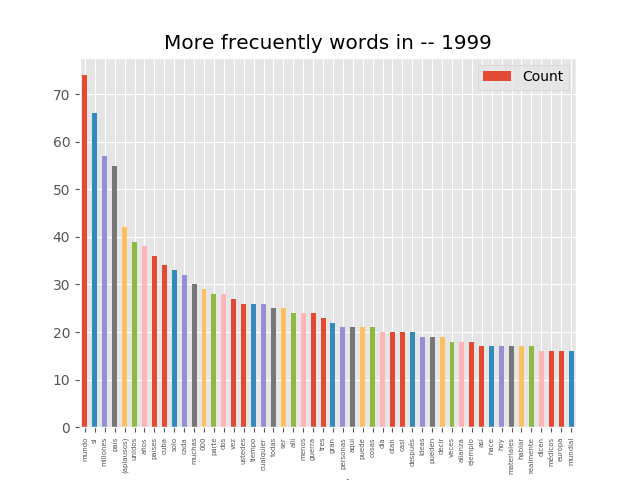 More frecuently words in -- 1999
Count
70
60
50
40
30
20
10
0
mundo
si
millones
país
(aplausos)
unidos
años
países
cuba
solo
cada
muchas
000
parte
dos
vez
ustedes
tiempo
cualquier
todas
ser
allí
menos
guerra
tres
gran
personas
aquí
puede
cosas
día
otan
casi
después
ideas
pueden
decir
veces
alianza
ejemplo
así
hace
hoy
materiales
hablar
realmente
dicen
médicos
europa
mundial
.